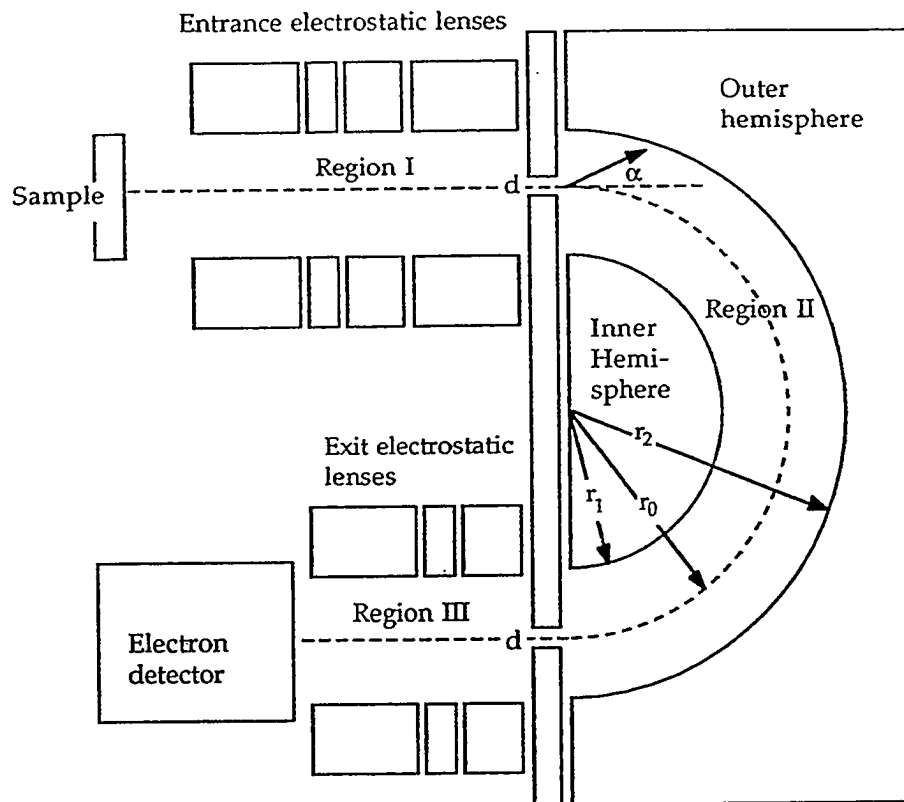 Entrance electrostatic lenses
Outer
hemisphere
Region I
Sample
d
α
Region II
Inner
Hemi-
sphere
r2
Exit electrostatic
lenses
r1
r0
Region III
Electron
detector
d